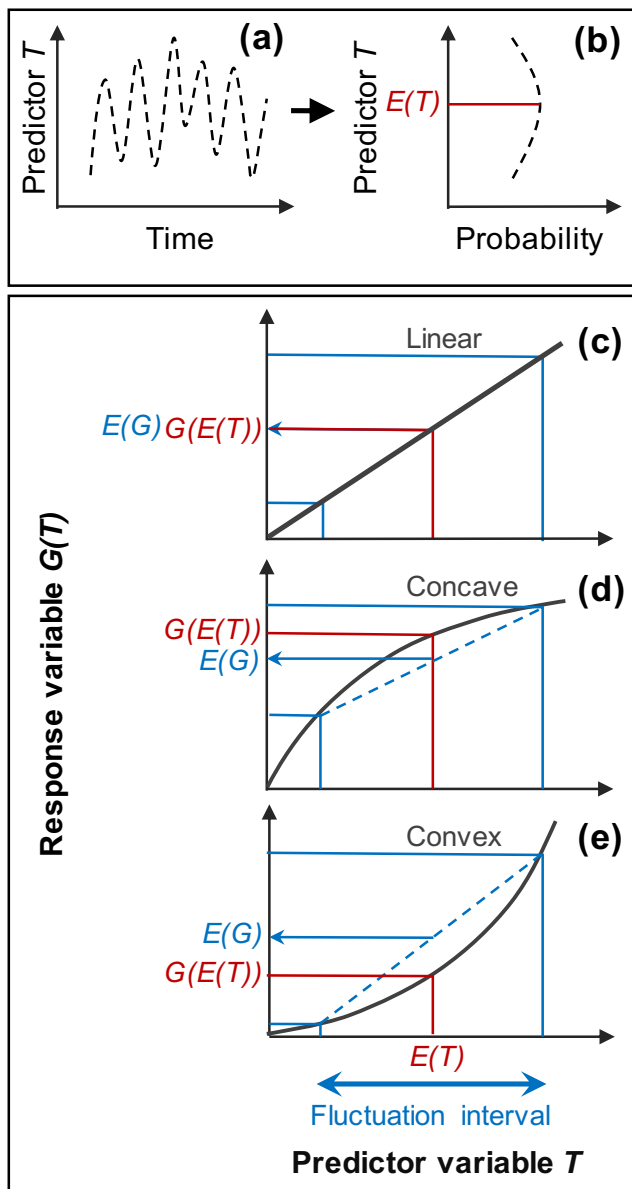 (a)
Predictor T
Time
(b)
Predictor T
E(T)
Probability
Response variable G(T)
Linear
(c)
E(G) G(E(T))
Concave
(d)
G(E(T))
E(G)
Convex
(e)
E(G)
G(E(T))
E(T)
Fluctuation interval
Predictor variable T